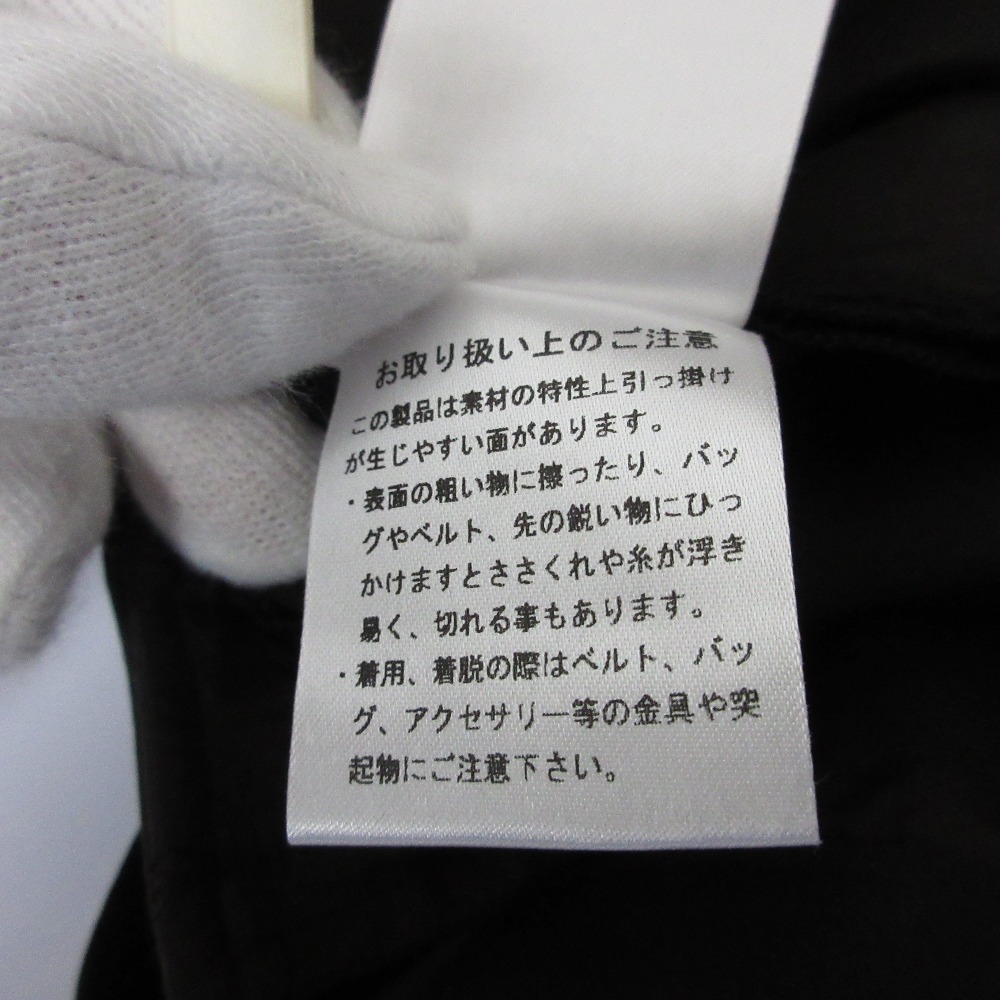 お取り扱い上のご注意
この製品は素材の特性上引っ掛け
が生じやすい面があります。
・表面の粗い物に擦ったり、バッ
グやベルト、先の鋭い物にひっ
かけますとささくれや糸が浮き
易く、切れる事もあります。
・着用、着脱の際はベルト、バッ
グ、アクセサリー等の金具や突
起物にご注意下さい。